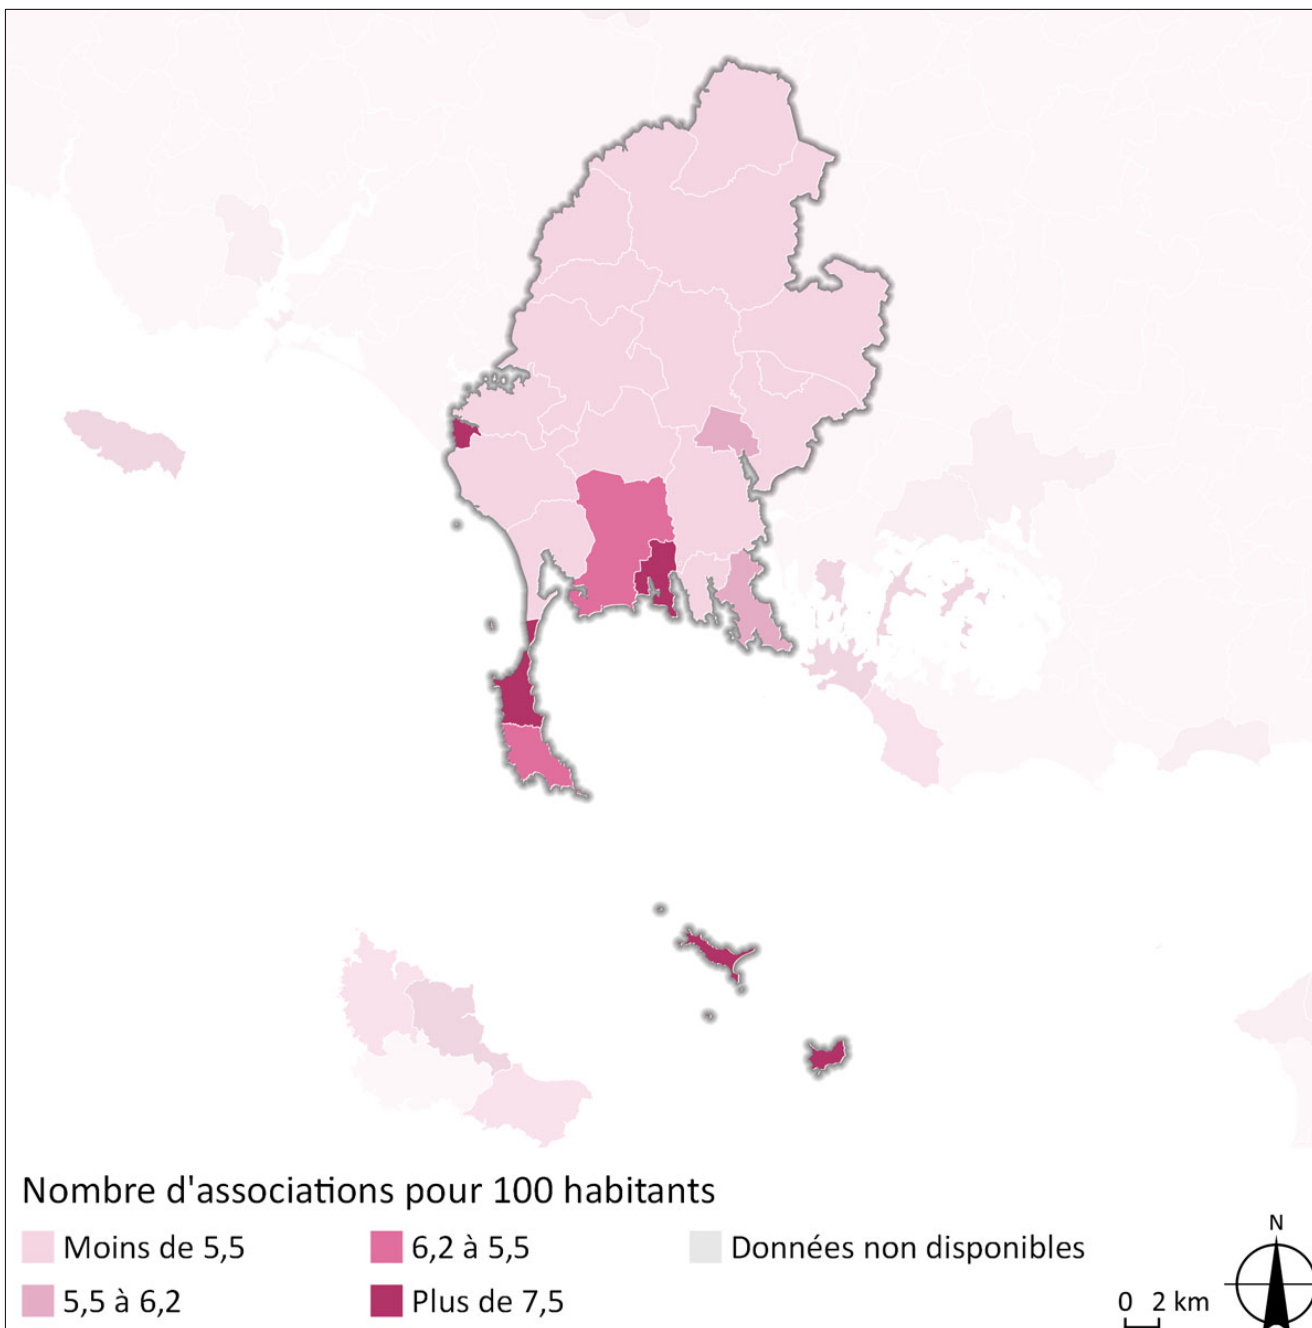 Nombre d'associations pour 100 habitants
Moins de 5,5
6,2 à 5,5
Données non disponibles
5,5 à 6,2
Plus de 7,5
N
0 2 km